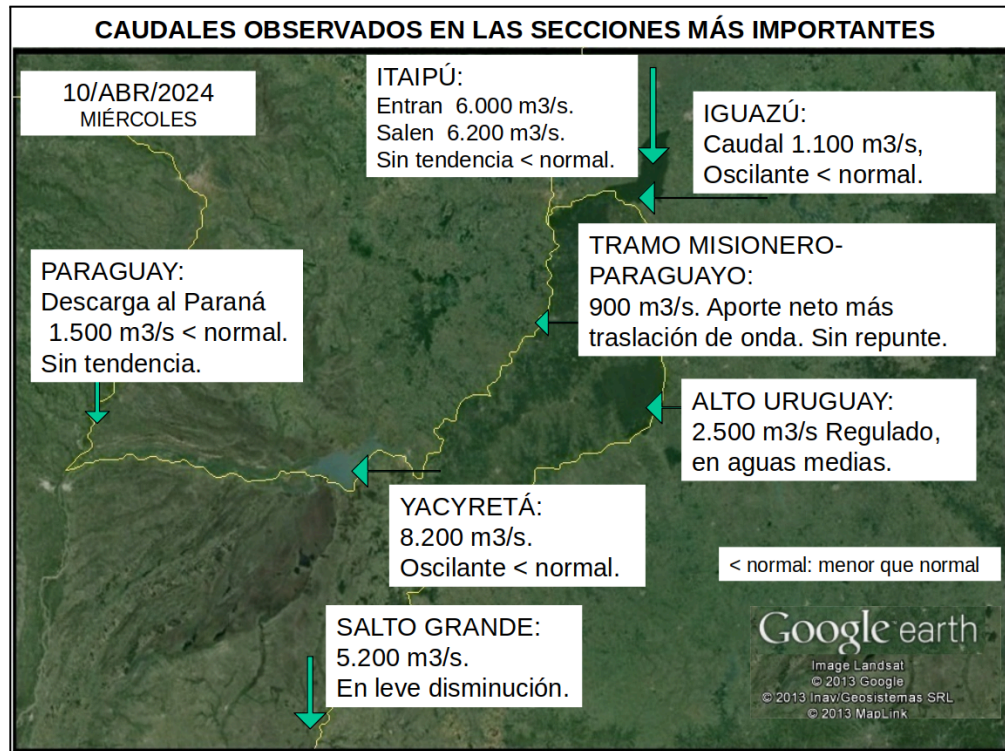 CAUDALES OBSERVADOS EN LAS SECCIONES MÁS IMPORTANTES
10/ABR/2024
MIÉRCOLES
ITAIPÚ:
Entran 6.000 m3/s.
Salen 6.200 m3/s.
Sin tendencia < normal.
IGUAZÚ:
Caudal 1.100 m3/s,
Oscilante < normal.
PARAGUAY:
Descarga al Paraná
1.500 m3/s < normal.
Sin tendencia.
TRAMO MISIONERO-
PARAGUAYO:
900 m3/s. Aporte neto más
traslación de onda. Sin repunte.
ALTO URUGUAY:
2.500 m3/s Regulado,
en aguas medias.
YACYRETÁ:
8.200 m3/s.
Oscilante < normal.
< normal: menor que normal
SALTO GRANDE:
5.200 m3/s.
En leve disminución.
Google earth
Image Landsat
© 2013 Google
© 2013 Inav/Geosistemas SRL
© 2013 MapLink